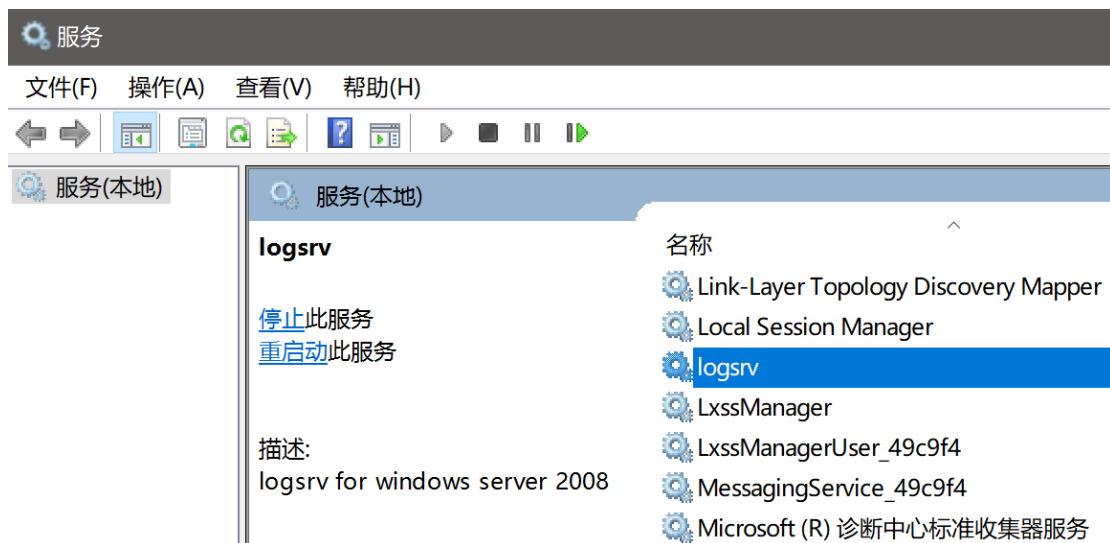 服务
文件(F) 操作(A) 查看(V) 帮助(H)
服务(本地)
服务(本地)
logsrv
停止此服务
重启动此服务
描述:
logsrv for windows server 2008
名称
Link-Layer Topology Discovery Mapper
Local Session Manager
logsrv
LxssManager
LxssManagerUser_49c9f4
MessagingService_49c9f4
Microsoft (R) 诊断中心标准收集器服务